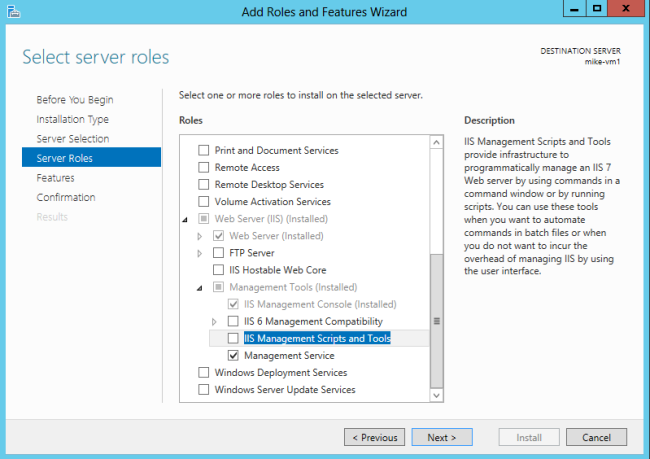 Add Roles and Features Wizard
Select server roles
DESTINATION SERVER
mike-vm1
Before You Begin
Installation Type
Server Selection
Server Roles
Features
Confirmation
Results
Select one or more roles to install on the selected server.
Roles
Print and Document Services
Remote Access
Remote Desktop Services
Volume Activation Services
Web Server (IIS) (Installed)
Web Server (Installed)
FTP Server
IIS Hostable Web Core
Management Tools (Installed)
IIS Management Console (Installed)
IIS 6 Management Compatibility
IIS Management Scripts and Tools
Management Service
Windows Deployment Services
Windows Server Update Services
Description
IIS Management Scripts and Tools
provide infrastructure to
programmatically manage an IIS 7
Web server by using commands in a
command window or by running
scripts. You can use these tools
when you want to automate
commands in batch files or when
you do not want to incur the
overhead of managing IIS by using
the user interface.
< Previous
Next >
Install
Cancel